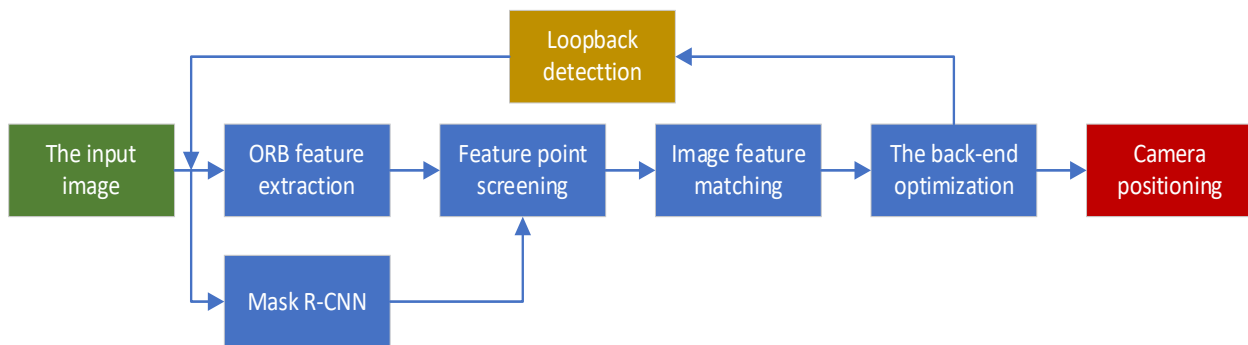 Loopback
detecttion
The input
image
ORB feature
extraction
Feature point
screening
Image feature
matching
The back-end
optimization
Camera
positioning
Mask R-CNN